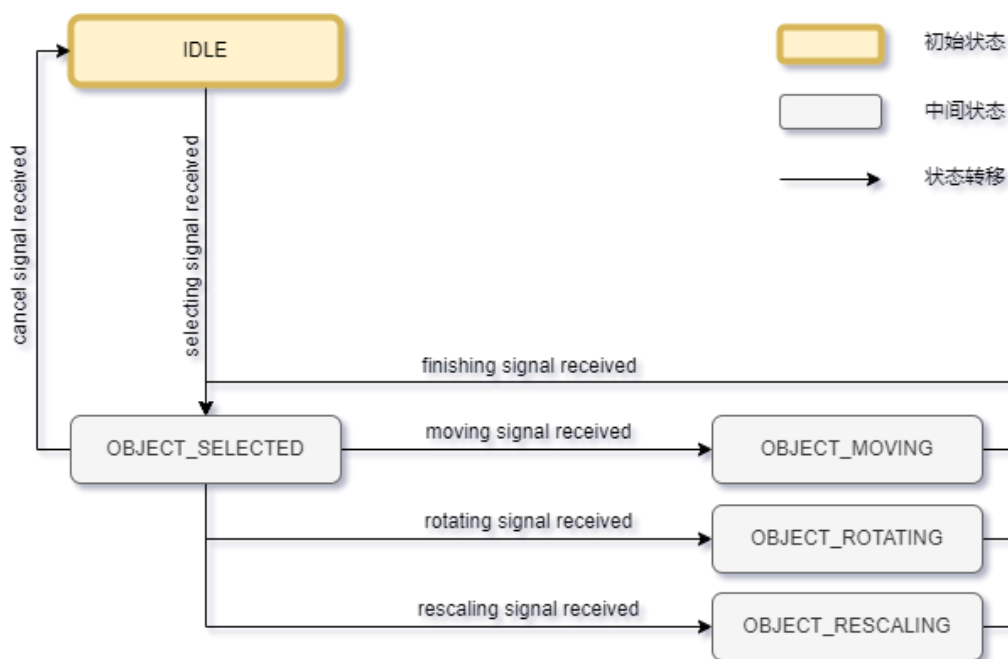 IDLE
初始状态
中间状态
状态转移
cancel signal received
selecting signal received
finishing signal received
OBJECT_SELECTED
moving signal received
OBJECT_MOVING
rotating signal received
OBJECT_ROTATING
rescaling signal received
OBJECT_RESCALING